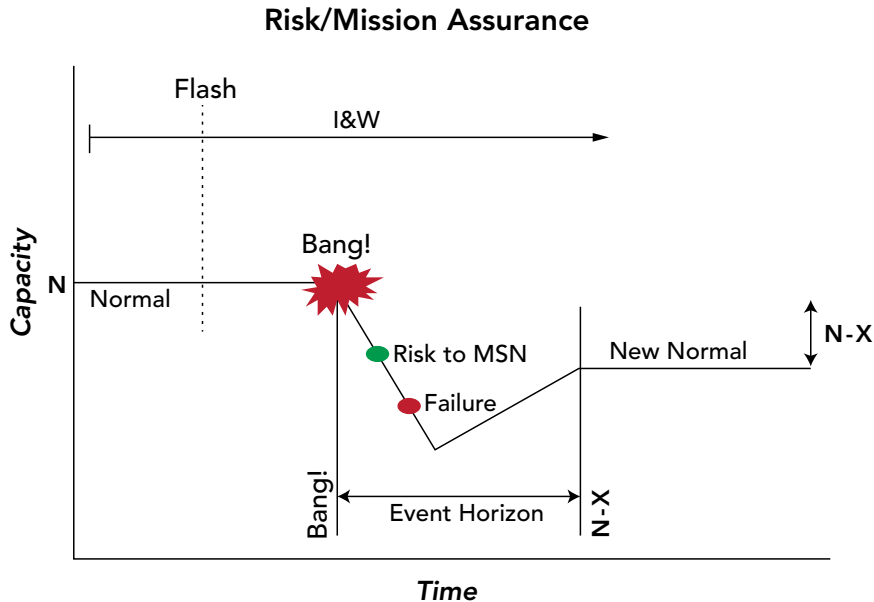 Risk/Mission Assurance
Flash
I&W
Bang!
Capacity
N
Normal
Risk to MSN
New Normal
N-X
Failure
Bang!
Event Horizon
N-X
Time